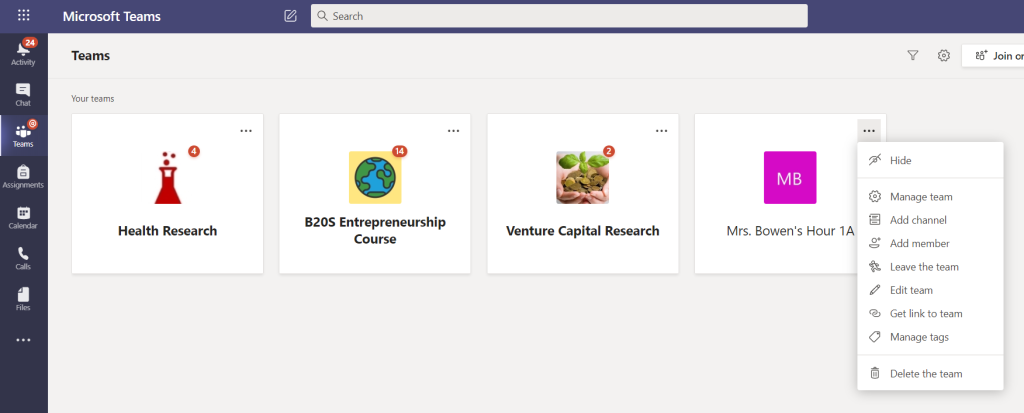 Microsoft Teams
Search
24
Activity
Chat
@
Teams
Assignments
Calendar
Calls
Files
Teams
Join or
Your teams
4
Health Research
14
B20S Entrepreneurship
Course
2
Venture Capital Research
MB
Mrs. Bowen's Hour 1A
Hide
Manage team
Add channel
Add member
Leave the team
Edit team
Get link to team
Manage tags
Delete the team